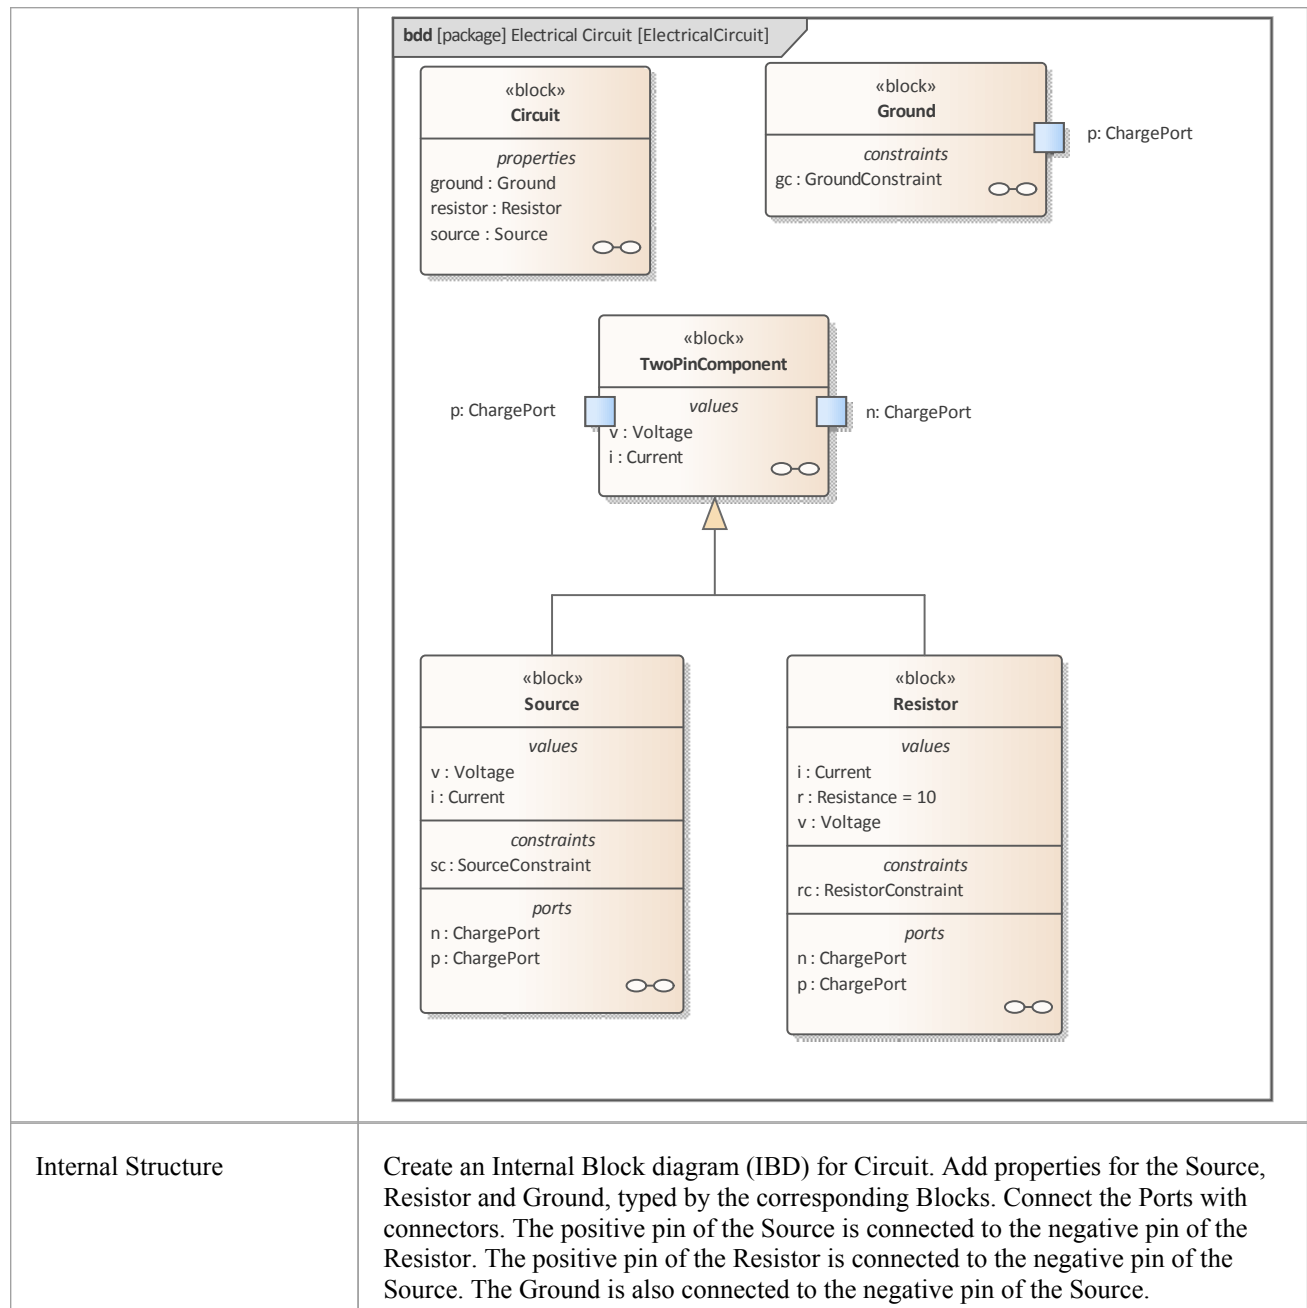 bdd [package] Electrical Circuit [ElectricalCircuit]
«block»
Circuit
properties
ground : Ground
resistor : Resistor
source : Source
«block»
Ground
constraints
gc : GroundConstraint
p: ChargePort
«block»
TwoPinComponent
values
v : Voltage
i : Current
p: ChargePort
n: ChargePort
«block»
Source
values
v : Voltage
i : Current
constraints
sc : SourceConstraint
ports
n : ChargePort
p : ChargePort
«block»
Resistor
values
i : Current
r : Resistance = 10
v : Voltage
constraints
rc : ResistorConstraint
ports
n : ChargePort
p : ChargePort
Internal Structure
Create an Internal Block diagram (IBD) for Circuit. Add properties for the Source,
Resistor and Ground, typed by the corresponding Blocks. Connect the Ports with
connectors. The positive pin of the Source is connected to the negative pin of the
Resistor. The positive pin of the Resistor is connected to the negative pin of the
Source. The Ground is also connected to the negative pin of the Source.